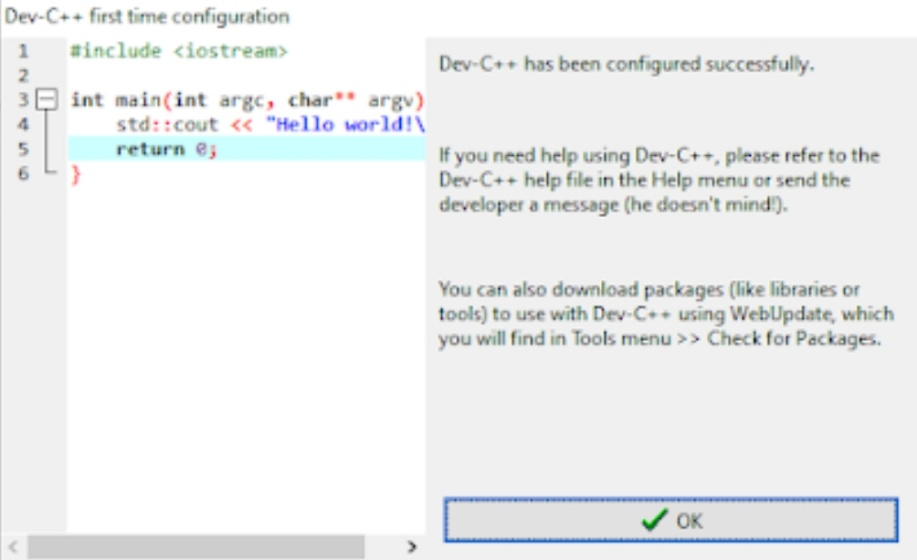 Dev-C++ first time configuration
1 #include <iostream>
2
3 int main(int argc, char** argv)
4 std::cout << "Hello world!\
5 return 0;
6 }
Dev-C++ has been configured successfully.
If you need help using Dev-C++, please refer to the
Dev-C++ help file in the Help menu or send the
developer a message (he doesn't mind!).
You can also download packages (like libraries or
tools) to use with Dev-C++ using WebUpdate, which
you will find in Tools menu >> Check for Packages.
OK